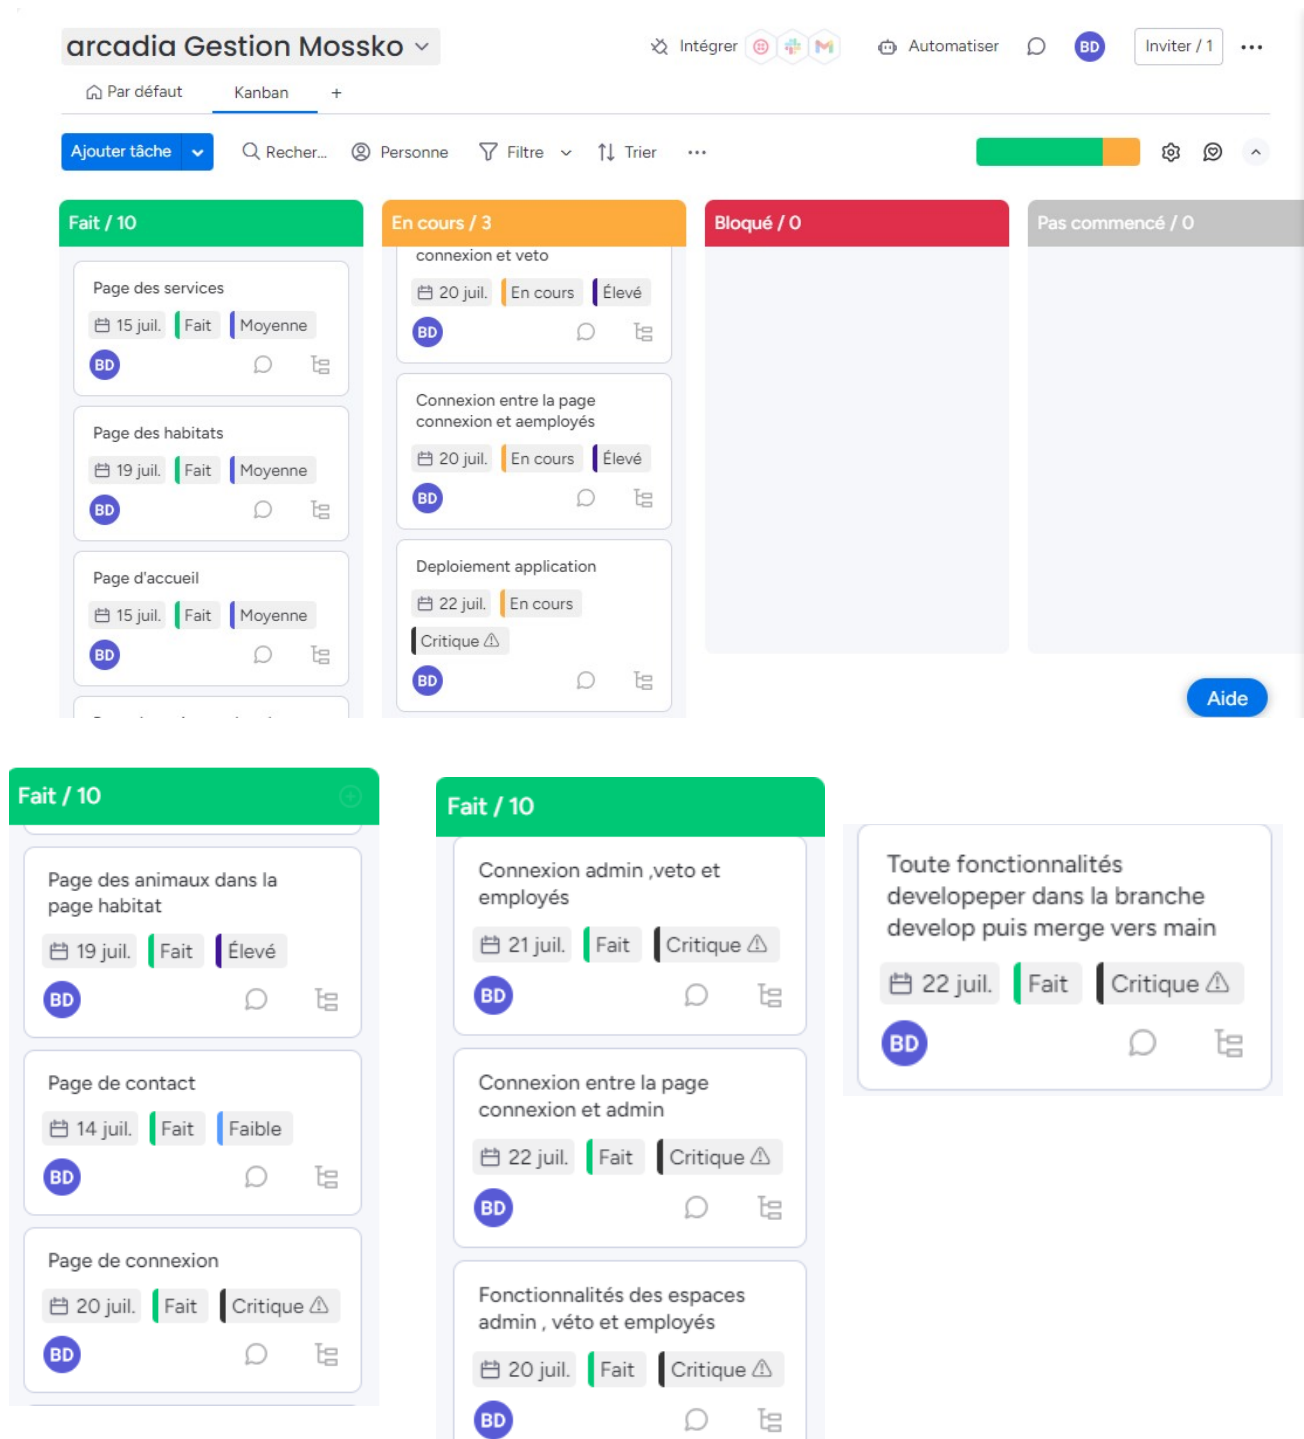 arcadia Gestion Mossko
Intégrer
Automatiser
BD
Inviter / 1
Par défaut
Kanban
+
Ajouter tâche
Recher...
Personne
Filtre
Trier
Fait / 10
Page des services
15 juil.
Fait
Moyenne
BD
Page des habitats
19 juil.
Fait
Moyenne
BD
Page d'accueil
15 juil.
Fait
Moyenne
BD
En cours / 3
connexion et veto
20 juil.
En cours
Élevé
BD
Connexion entre la page
connexion et aemployés
20 juil.
En cours
Élevé
BD
Deploiement application
22 juil.
En cours
Critique
BD
Bloqué / 0
Pas commencé / 0
Aide
Fait / 10
Page des animaux dans la
page habitat
19 juil.
Fait
Élevé
BD
Page de contact
14 juil.
Fait
Faible
BD
Page de connexion
20 juil.
Fait
Critique
BD
Fait / 10
Connexion admin ,veto et
employés
21 juil.
Fait
Critique
BD
Connexion entre la page
connexion et admin
22 juil.
Fait
Critique
BD
Fonctionnalités des espaces
admin , véto et employés
20 juil.
Fait
Critique
BD
Toute fonctionnalités
developeper dans la branche
develop puis merge vers main
22 juil.
Fait
Critique
BD